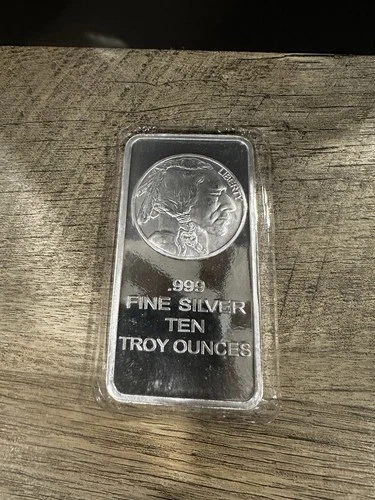 LIBERTY
.999
FINE SILVER
TEN
TROY OUNCES